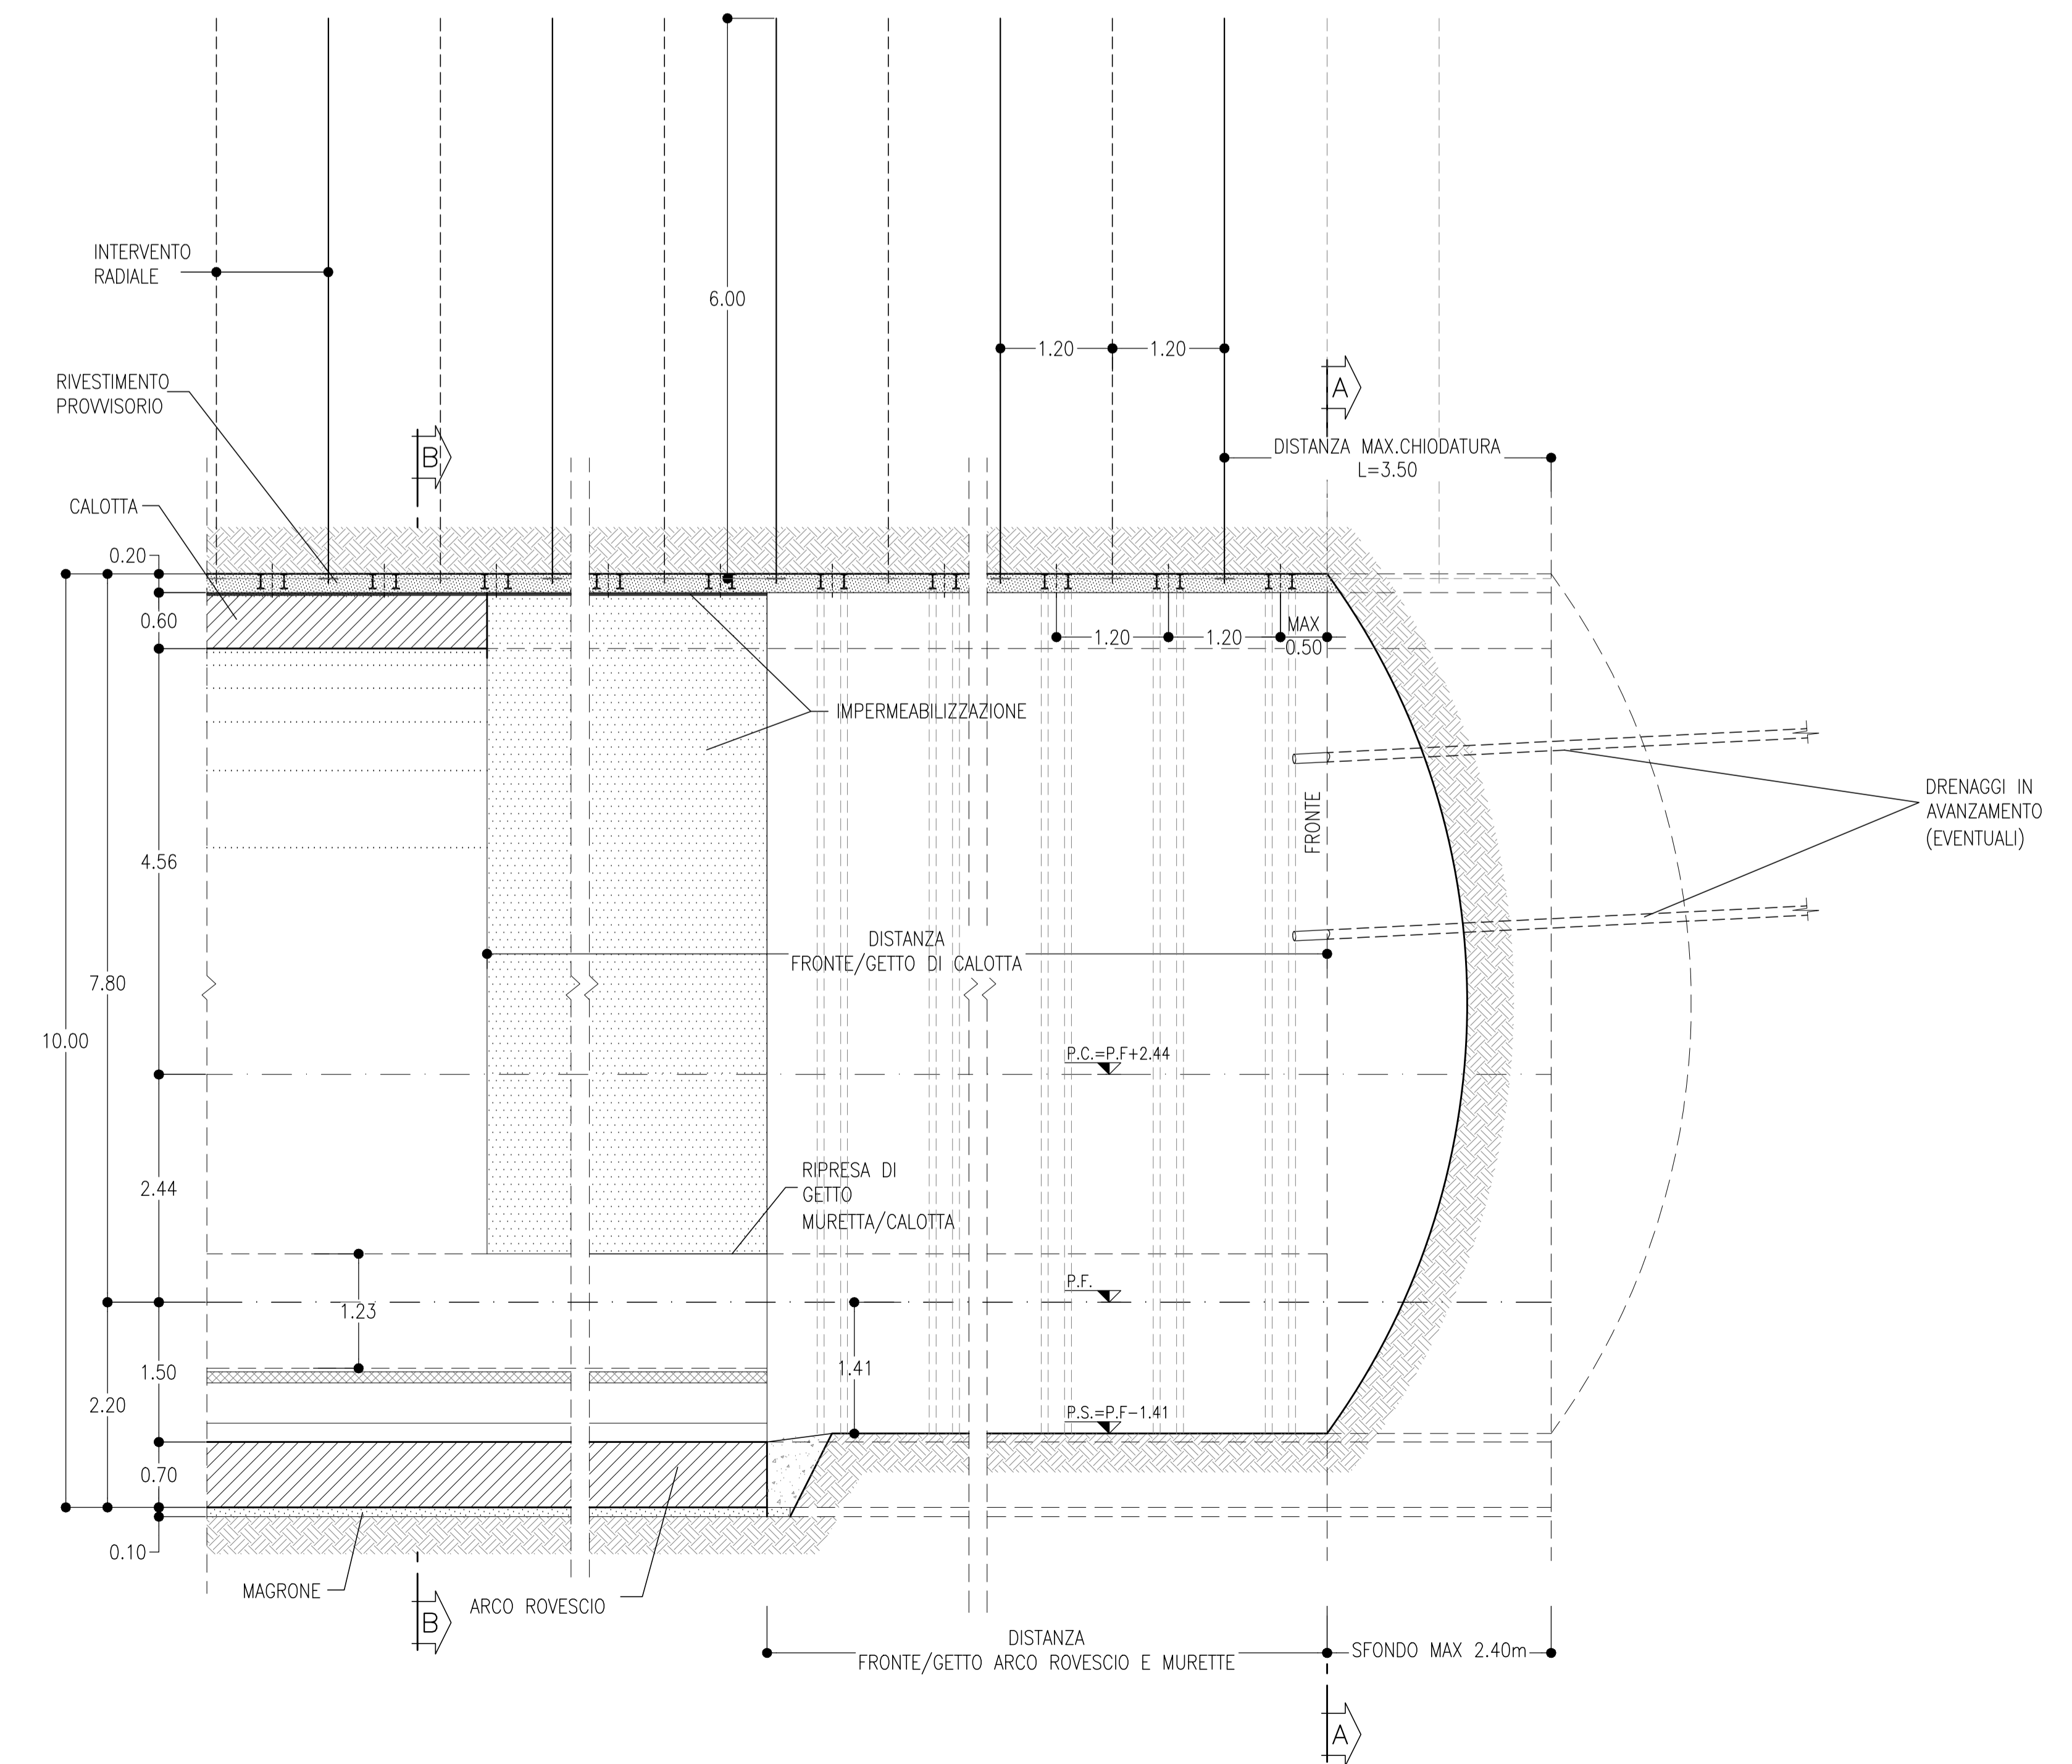 INTERVENTO
RADIALE
6.00
1.20
1.20
RIVESTIMENTO
PROVVISORIO
A
B
DISTANZA MAX.CHIODATURA
L=3.50
CALOTTA
0.20
0.60
1.20
1.20
MAX
0.50
IMPERMEABILIZZAZIONE
FRONTE
DRENAGGI IN
AVANZAMENTO
(EVENTUALI)
4.56
DISTANZA
FRONTE/GETTO DI CALOTTA
7.80
10.00
P.C.=P.F+2.44
2.44
RIPRESA DI
GETTO
MURETTA/CALOTTA
P.F.
1.23
1.50
1.41
2.20
P.S.=P.F-1.41
0.70
0.10
MAGRONE
ARCO ROVESCIO
B
DISTANZA
FRONTE/GETTO ARCO ROVESCIO E MURETTE
SFONDO MAX 2.40m
A